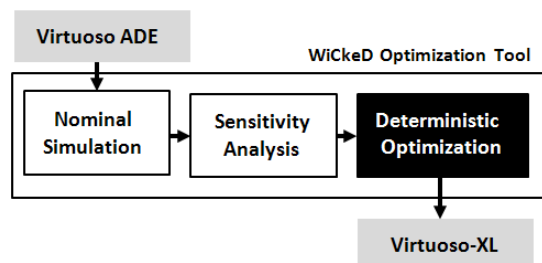 Virtuoso ADE
WiCkeD Optimization Tool
Nominal
Simulation
Sensitivity
Analysis
Deterministic
Optimization
Virtuoso-XL